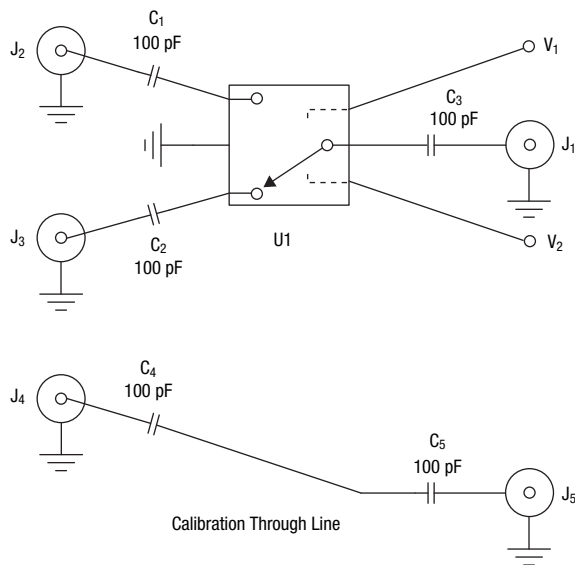 C1
100 pF
J2
V1
C3
100 pF
J1
J3
C2
100 pF
U1
V2
C4
100 pF
J4
C5
100 pF
J5
Calibration Through Line